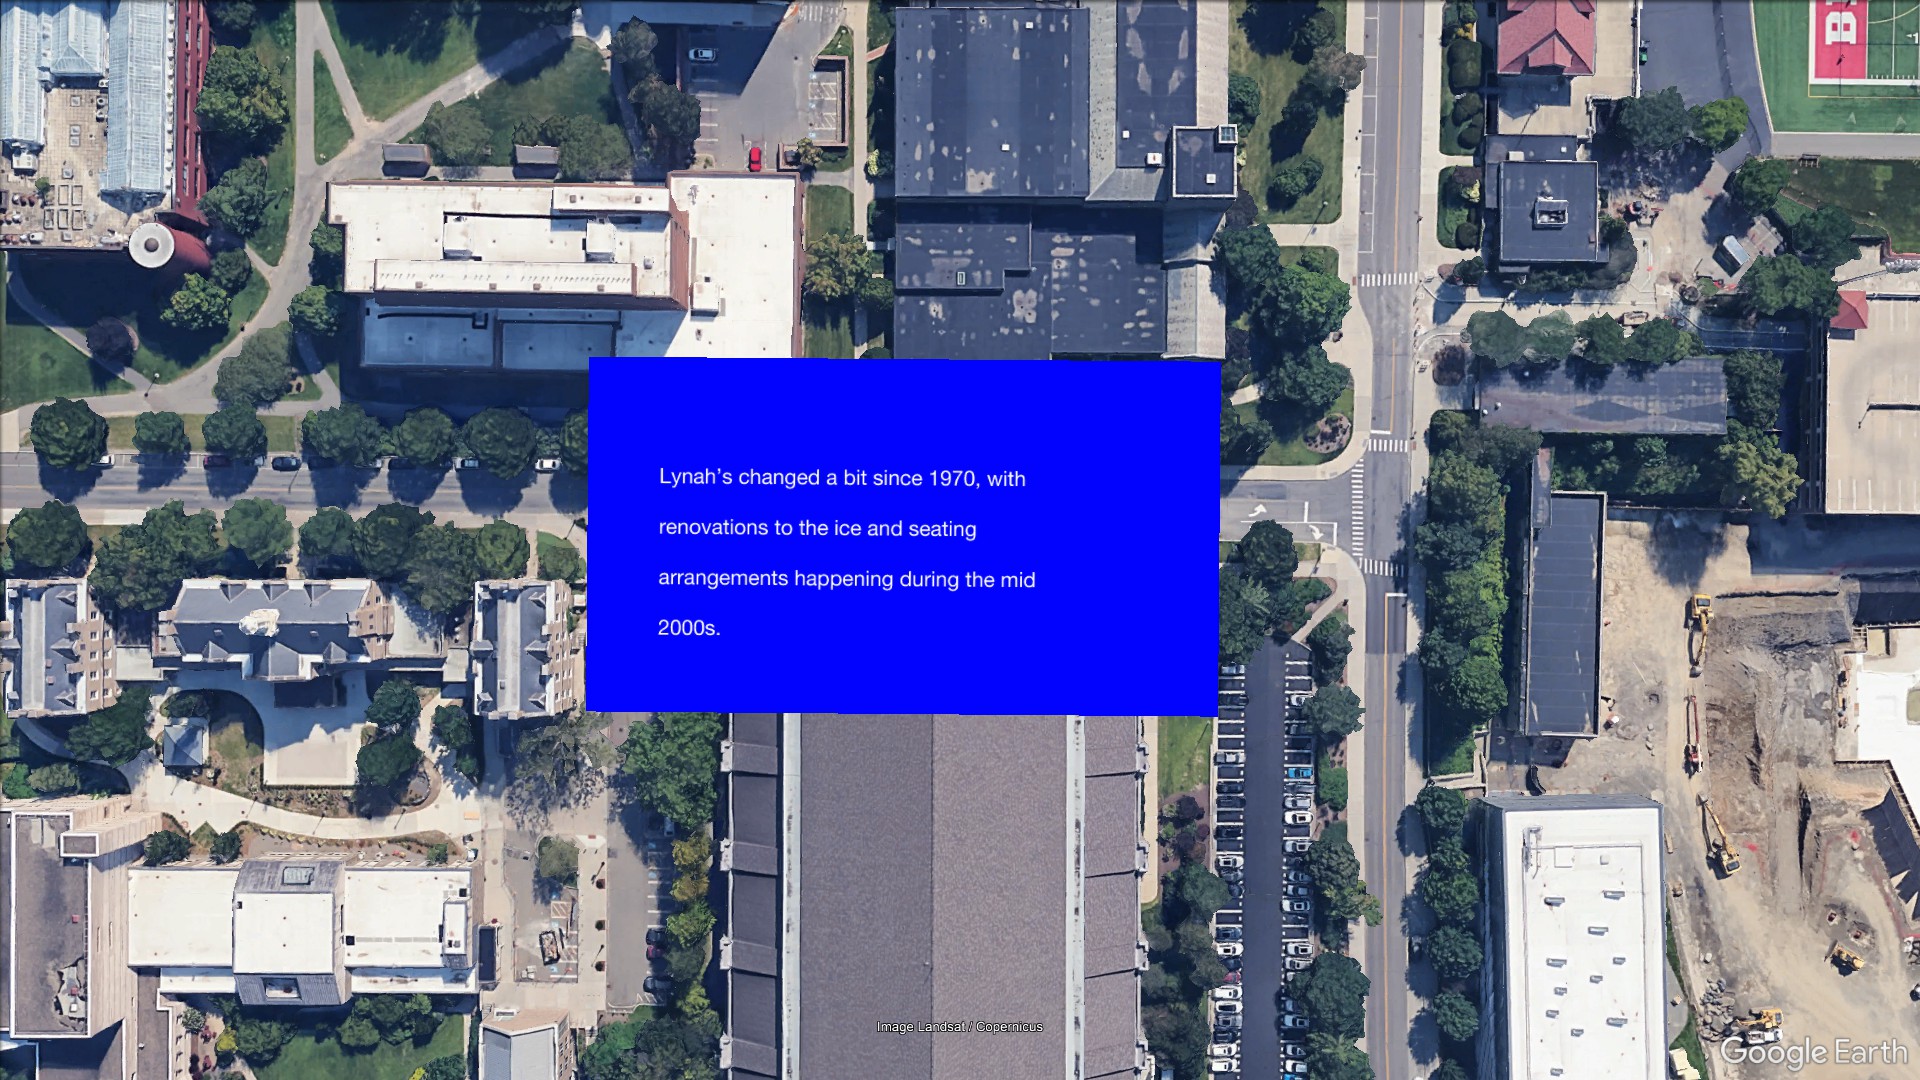 B
Lynah’s changed a bit since 1970, with
renovations to the ice and seating
arrangements happening during the mid
2000s.
Image Landsat / Copernicus
Google Earth